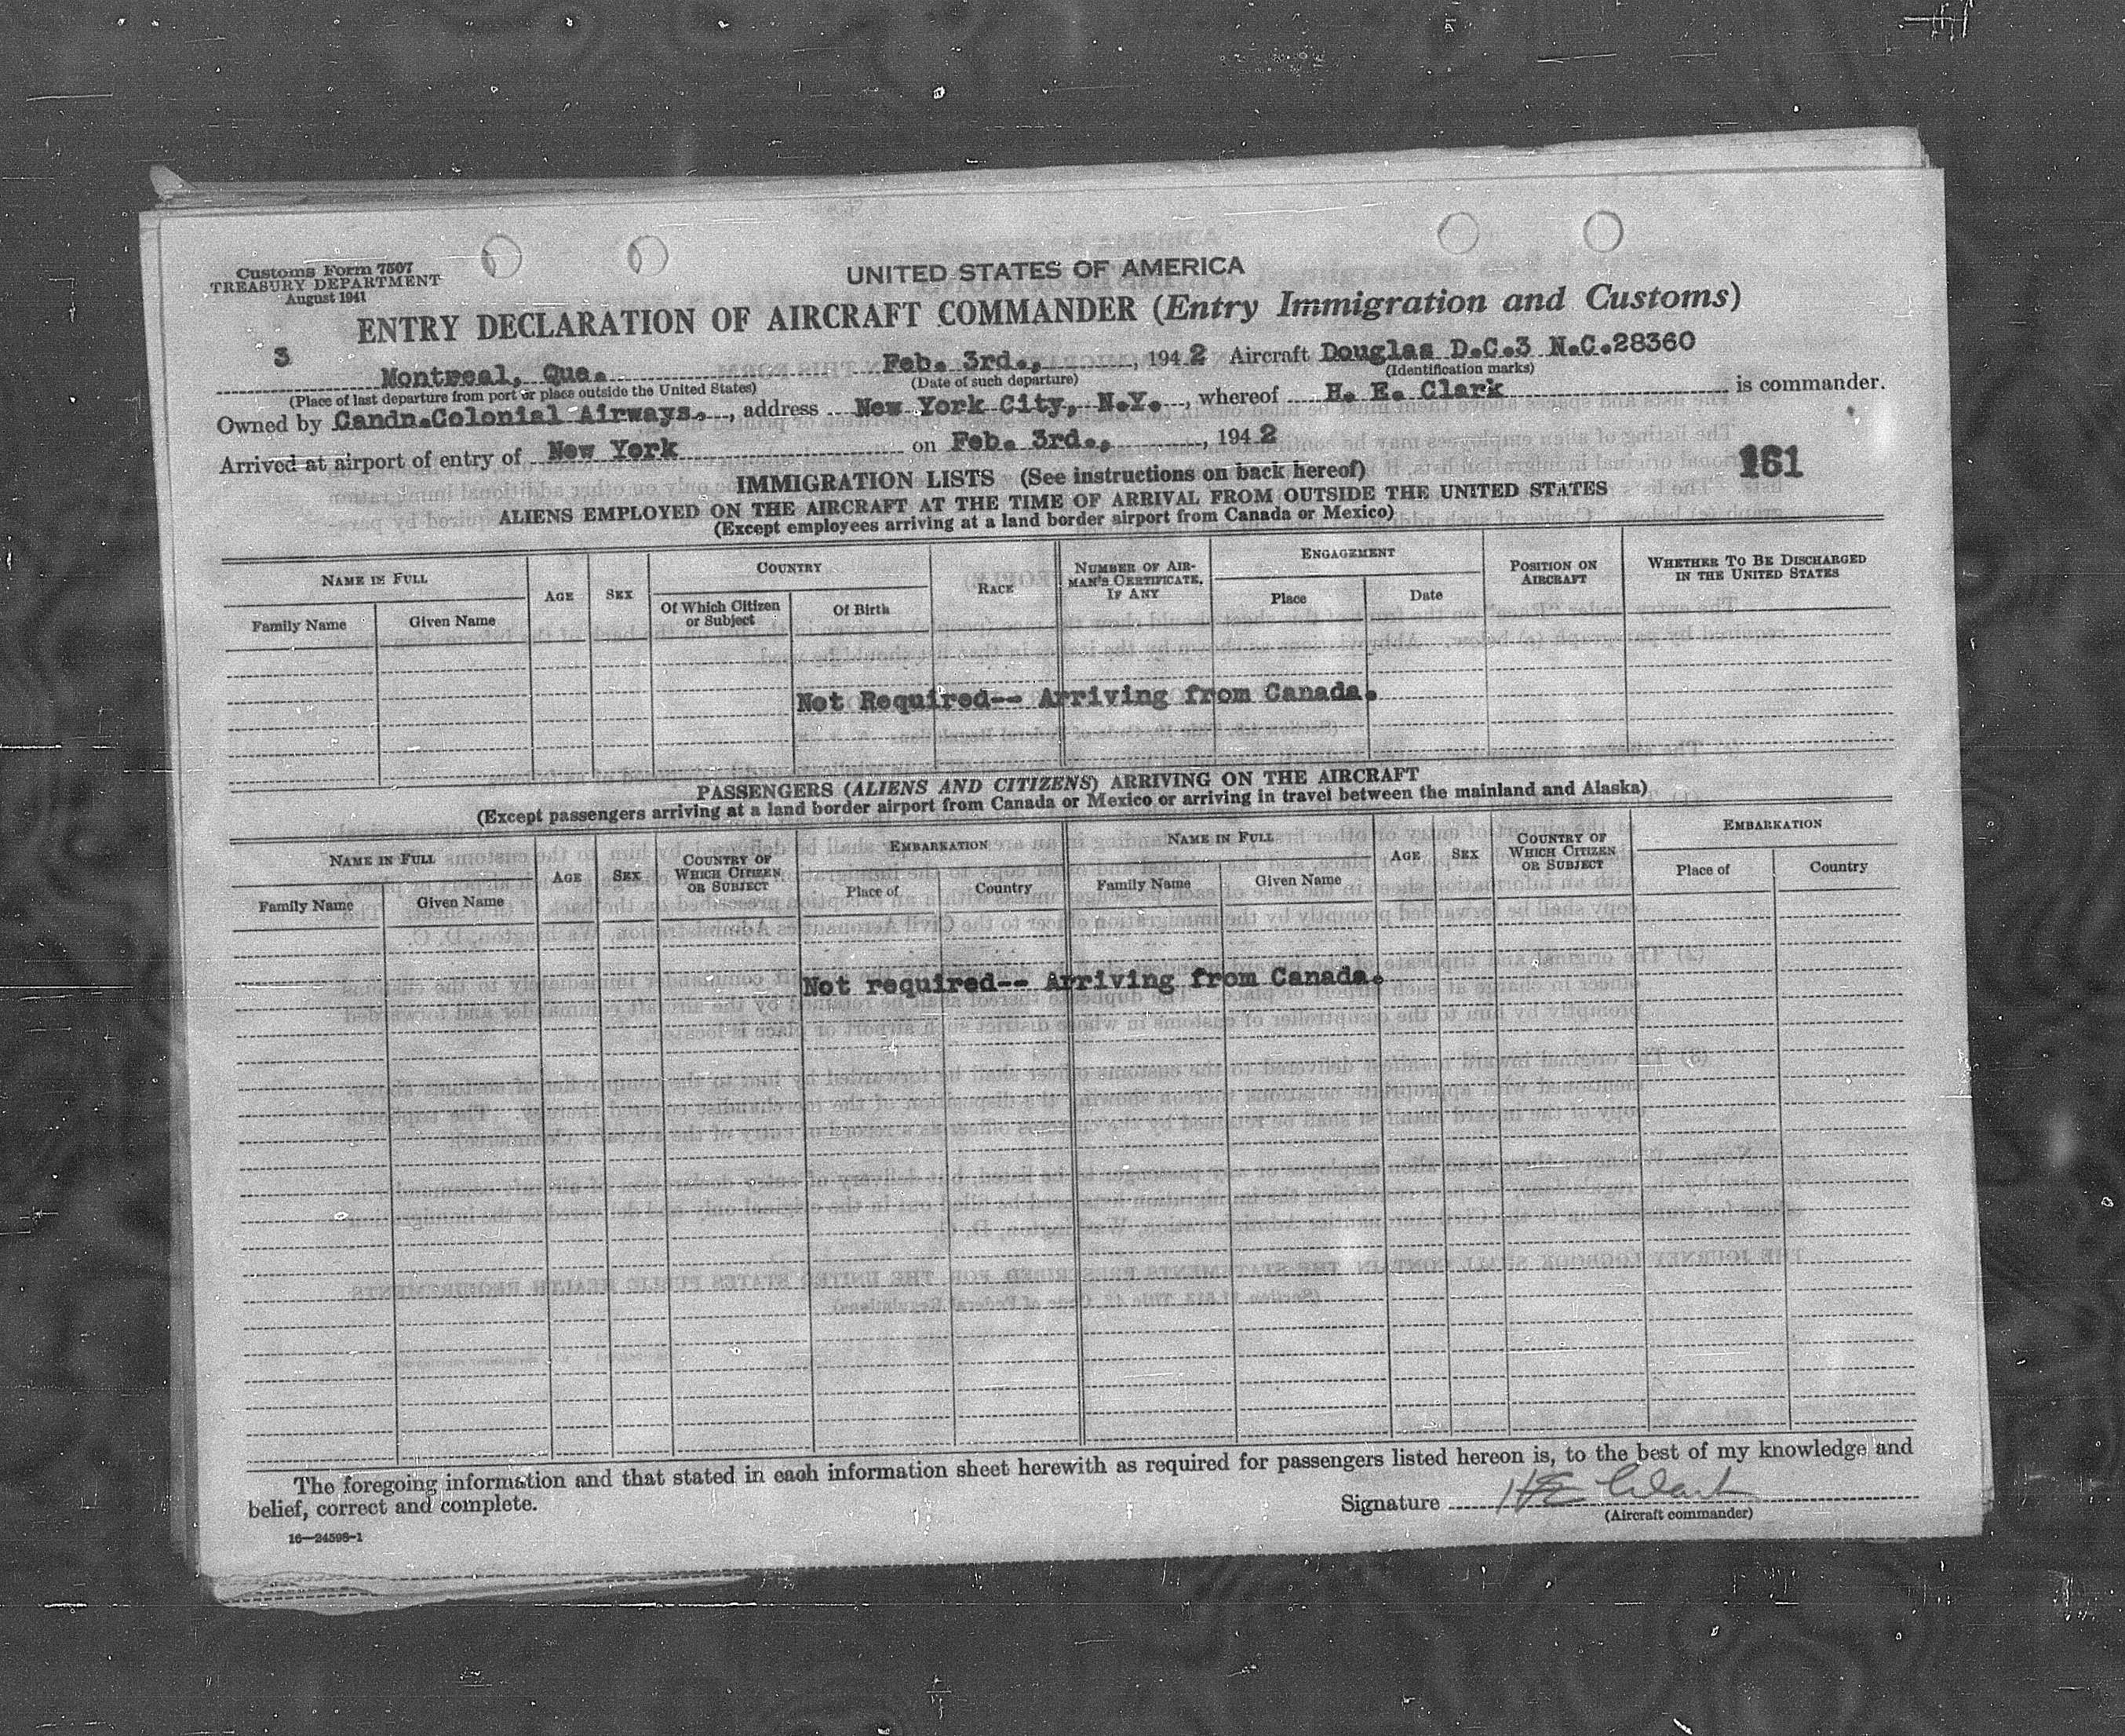 Customs Form 7507
TREASURY DEPARTMENT
August 1941
UNITED STATES OF AMERICA
ENTRY DECLARATION OF AIRCRAFT COMMANDER (Entry Immigration and Customs)
3
Montreal, Que. Feb. 3rd., 1942 Aircraft Douglas D.C.3 N.C.28360
(Place of last departure from port or place outside the United States) (Date of such departure) (Identification marks)
Owned by Candn.Colonial Airways., address New York City, N.Y., whereof H. E. Clark is commander.
Arrived at airport of entry of New York on Feb. 3rd., 1942
161
IMMIGRATION LISTS (See instructions on back hereof)
ALIENS EMPLOYED ON THE AIRCRAFT AT THE TIME OF ARRIVAL FROM OUTSIDE THE UNITED STATES
(Except employees arriving at a land border airport from Canada or Mexico)
NAME IN FULL AGE SEX COUNTRY RACE NUMBER OF AIRMAN'S CERTIFICATE, IF ANY ENGAGEMENT POSITION ON AIRCRAFT WHETHER TO BE DISCHARGED IN THE UNITED STATES
Family Name Given Name Of Which Citizen or Subject Of Birth Place Date
Not Required-- Arriving from Canada.
PASSENGERS (ALIENS AND CITIZENS) ARRIVING ON THE AIRCRAFT
(Except passengers arriving at a land border airport from Canada or Mexico or arriving in travel between the mainland and Alaska)
NAME IN FULL AGE SEX COUNTRY OF WHICH CITIZEN OR SUBJECT EMBARKATION NAME IN FULL AGE SEX COUNTRY OF WHICH CITIZEN OR SUBJECT EMBARKATION
Family Name Given Name Place of Country Family Name Given Name Place of Country
Not required-- Arriving from Canada.
The foregoing information and that stated in each information sheet herewith as required for passengers listed hereon is, to the best of my knowledge and
belief, correct and complete.
Signature HE Clark
(Aircraft commander)
16—24598-1